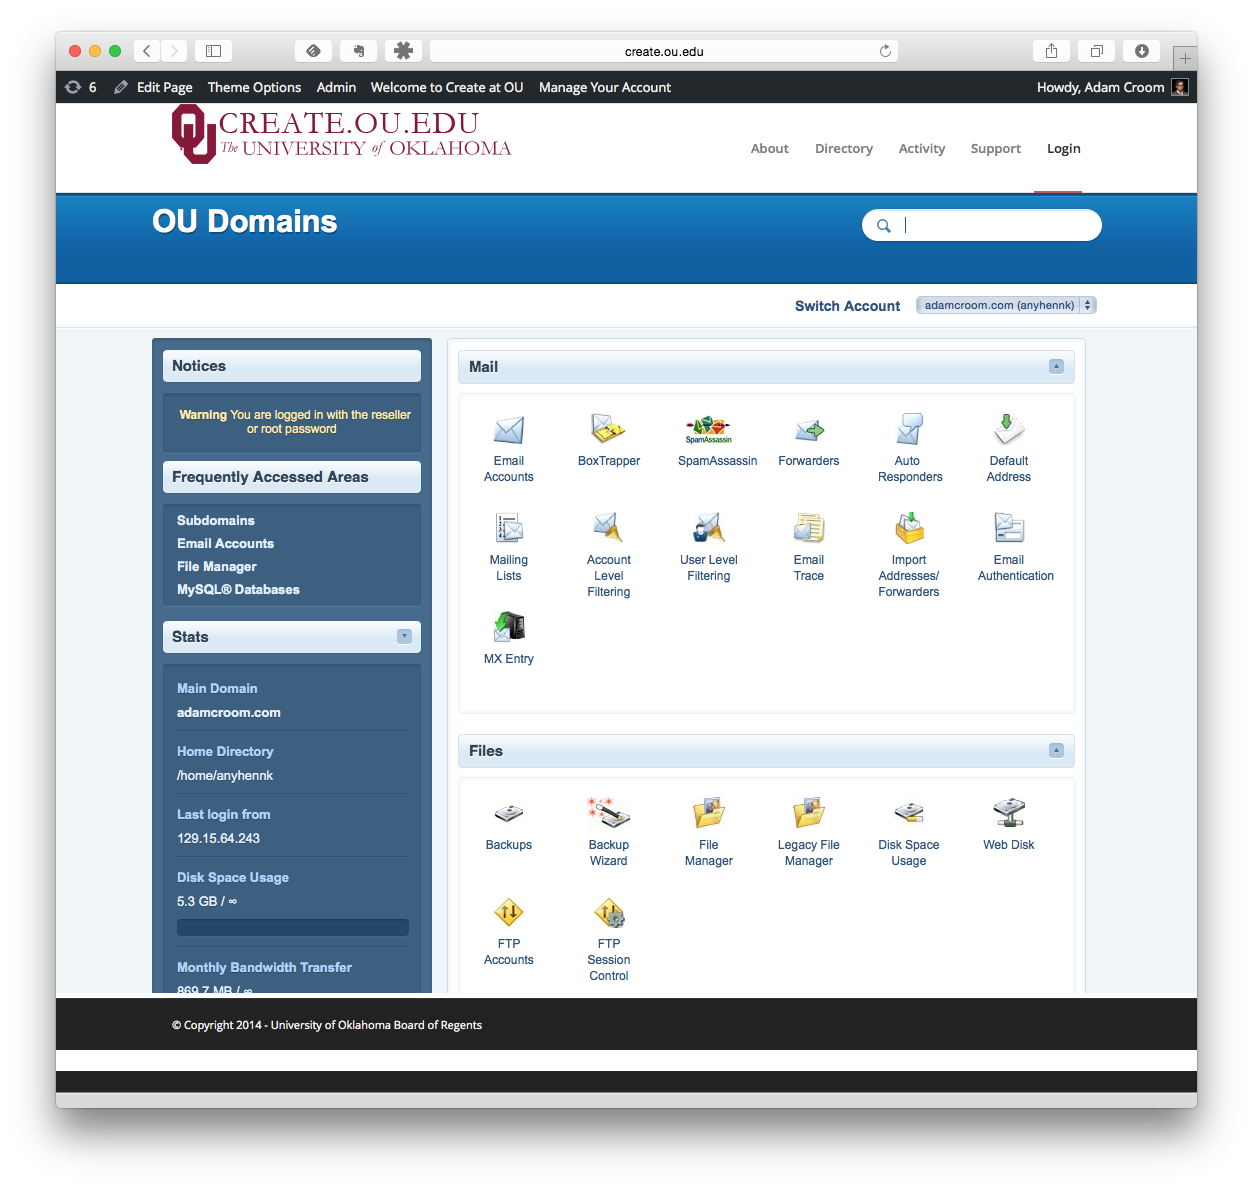 create.ou.edu
6 Edit Page Theme Options Admin Welcome to Create at OU Manage Your Account Howdy, Adam Croom
OU CREATE.OU.EDU
The UNIVERSITY of OKLAHOMA
About Directory Activity Support Login
OU Domains
Switch Account adamcroom.com (anyhennk)
Notices
Warning You are logged in with the reseller
or root password
Frequently Accessed Areas
Subdomains
Email Accounts
File Manager
MySQL® Databases
Stats
Main Domain
adamcroom.com
Home Directory
/home/anyhennk
Last login from
129.15.64.243
Disk Space Usage
5.3 GB / ∞
Monthly Bandwidth Transfer
869.7 MB / ∞
Mail
SpamAssassin
Email
Accounts
BoxTrapper
SpamAssassin
Forwarders
Auto
Responders
Default
Address
Mailing
Lists
Account
Level
Filtering
User Level
Filtering
Email
Trace
Import
Addresses/
Forwarders
Email
Authentication
MX Entry
Files
Backups
Backup
Wizard
File
Manager
Legacy File
Manager
Disk Space
Usage
Web Disk
FTP
Accounts
FTP
Session
Control
© Copyright 2014 - University of Oklahoma Board of Regents